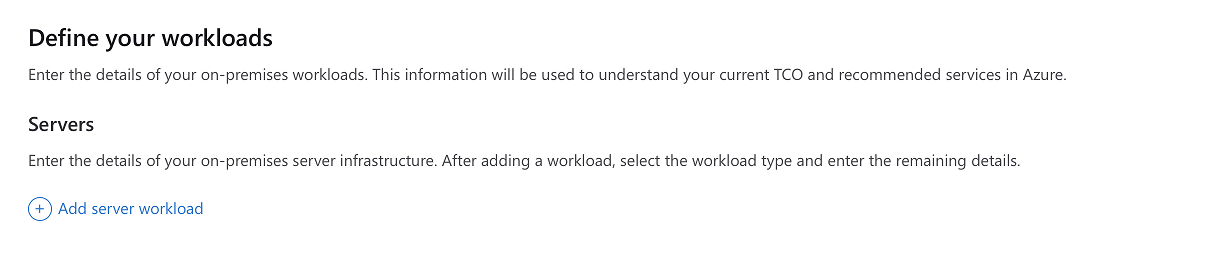 Define your workloads
Enter the details of your on-premises workloads. This information will be used to understand your current TCO and recommended services in Azure.
Servers
Enter the details of your on-premises server infrastructure. After adding a workload, select the workload type and enter the remaining details.
Add server workload